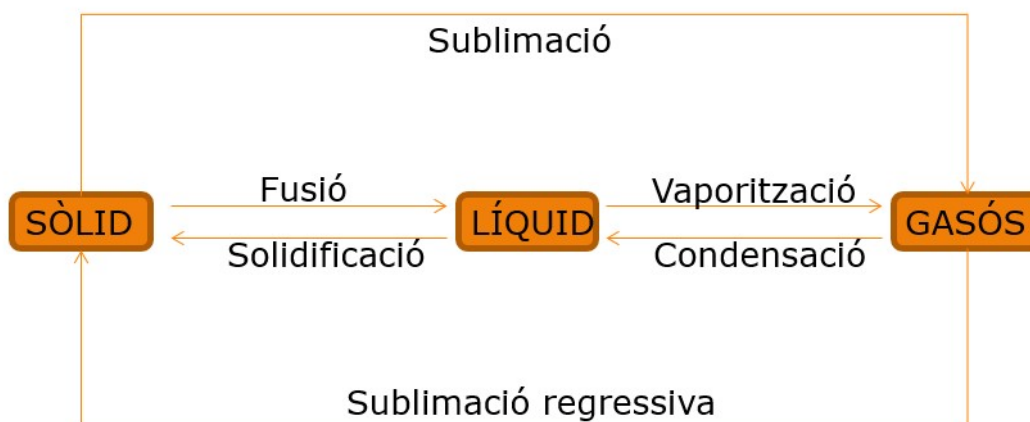 Sublimació
Fusió
Vaporització
SÒLID
LÍQUID
GASÓS
Solidificació
Condensació
Sublimació regressiva